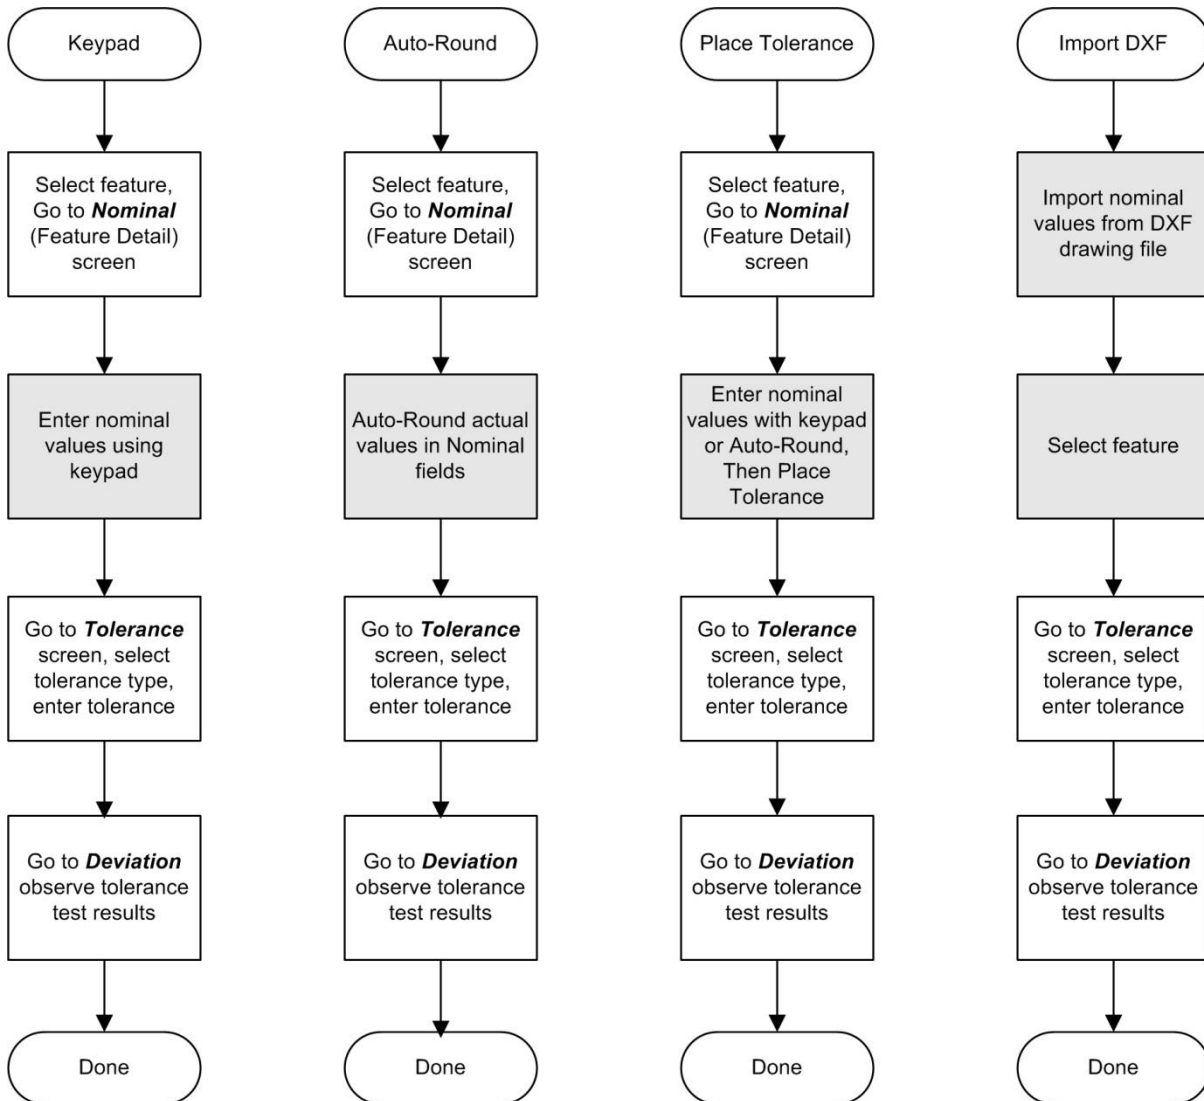 Keypad
Auto-Round
Place Tolerance
Import DXF
Select feature,
Go to Nominal
(Feature Detail)
screen
Select feature,
Go to Nominal
(Feature Detail)
screen
Select feature,
Go to Nominal
(Feature Detail)
screen
Import nominal
values from DXF
drawing file
Enter nominal
values using
keypad
Auto-Round actual
values in Nominal
fields
Enter nominal
values with keypad
or Auto-Round,
Then Place
Tolerance
Select feature
Go to Tolerance
screen, select
tolerance type,
enter tolerance
Go to Tolerance
screen, select
tolerance type,
enter tolerance
Go to Tolerance
screen, select
tolerance type,
enter tolerance
Go to Tolerance
screen, select
tolerance type,
enter tolerance
Go to Deviation
observe tolerance
test results
Go to Deviation
observe tolerance
test results
Go to Deviation
observe tolerance
test results
Go to Deviation
observe tolerance
test results
Done
Done
Done
Done